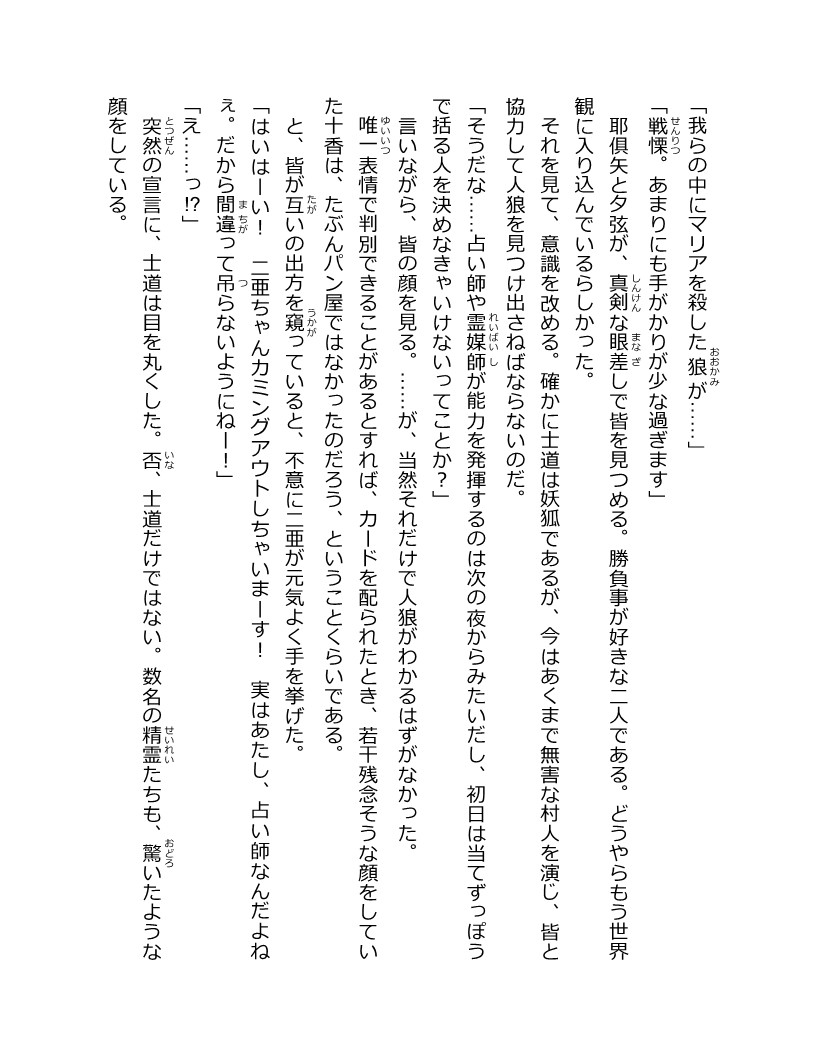 「我らの中にマリアを殺した狼が……」
「戦慄。あまりにも手がかりが少な過ぎます」
　耶倶矢と夕弦が、真剣な眼差しで皆を見つめる。勝負事が好きな二人である。どうやらもう世界
観に入り込んでいるらしかった。
　それを見て、意識を改める。確かに士道は妖狐であるが、今はあくまで無害な村人を演じ、皆と
協力して人狼を見つけ出さねばならないのだ。
「そうだな……占い師や霊媒師が能力を発揮するのは次の夜からみたいだし、初日は当てずっぽう
で括る人を決めなきゃいけないってことか？」
　言いながら、皆の顔を見る。……が、当然それだけで人狼がわかるはずがなかった。
　唯一表情で判別できることがあるとすれば、カードを配られたとき、若干残念そうな顔をしてい
た十香は、たぶんパン屋ではなかったのだろう、ということくらいである。
　と、皆が互いの出方を窺っていると、不意に二亜が元気よく手を挙げた。
「はいはーい！　二亜ちゃんカミングアウトしちゃいまーす！　実はあたし、占い師なんだよね
ぇ。だから間違って吊らないようにねー！」
「え……っ!?」
　突然の宣言に、士道は目を丸くした。否、士道だけではない。数名の精霊たちも、驚いたような
顔をしている。